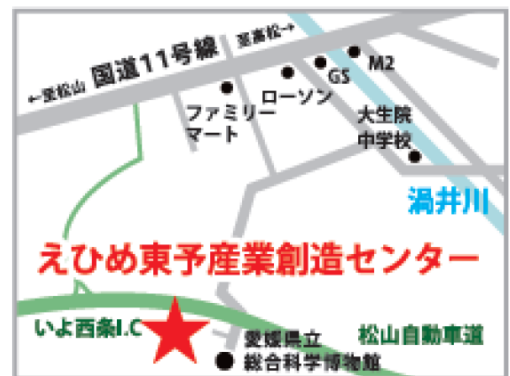 ←至松山 国道11号線 至高松→
M2
GS
ローソン
ファミリー
マート
大生院
中学校
渦井川
えひめ東予産業創造センター
いよ西条I.C
松山自動車道
愛媛県立
総合科学博物館